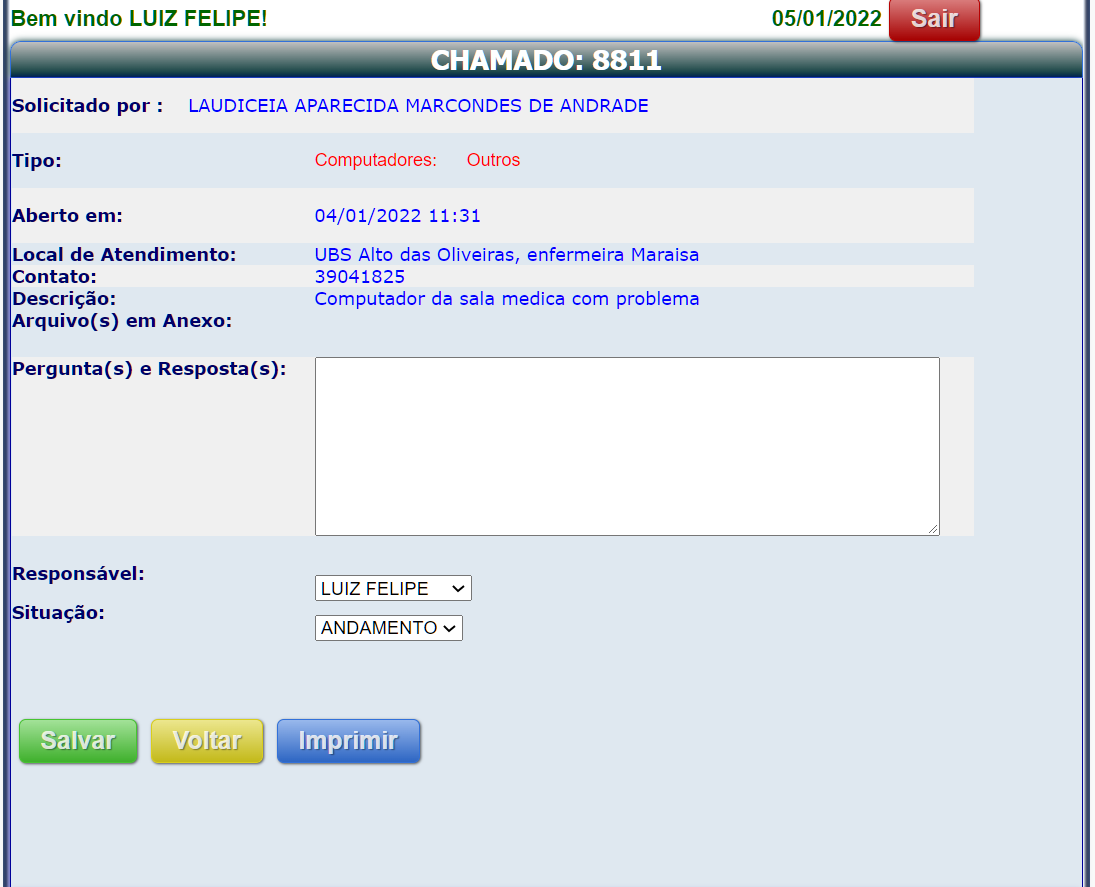 Bem vindo LUIZ FELIPE! 05/01/2022 Sair
CHAMADO: 8811
Solicitado por : LAUDICEIA APARECIDA MARCONDES DE ANDRADE
Tipo: Computadores: Outros
Aberto em: 04/01/2022 11:31
Local de Atendimento: UBS Alto das Oliveiras, enfermeira Maraisa
Contato: 39041825
Descrição: Computador da sala medica com problema
Arquivo(s) em Anexo:
Pergunta(s) e Resposta(s):
Responsável: LUIZ FELIPE
Situação: ANDAMENTO
Salvar Voltar Imprimir